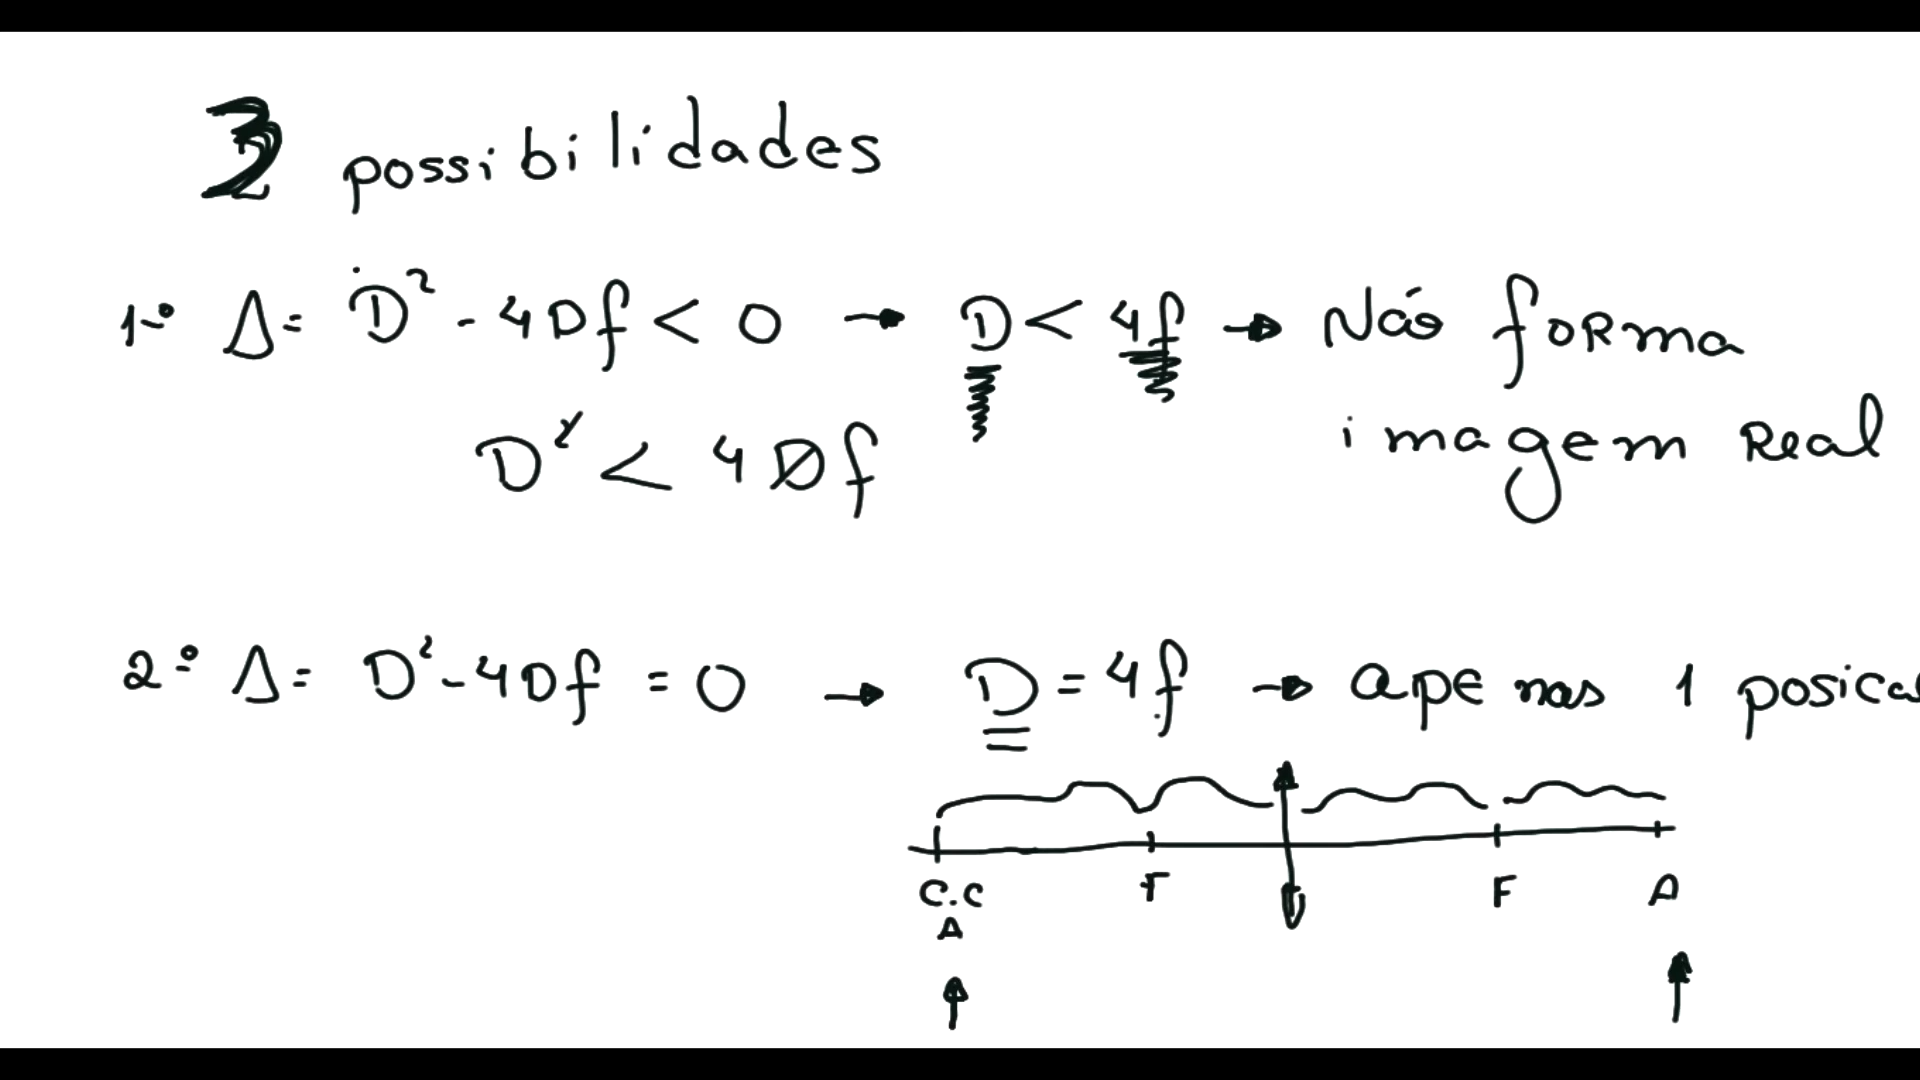 3 possibilidades
1-º Δ= D² - 4Df < 0 → D < 4f → Não forma
imagem Real
D² < 4Df
2-º Δ= D² - 4Df = 0 → D = 4f → apenas 1 posica
C.C F F A
A